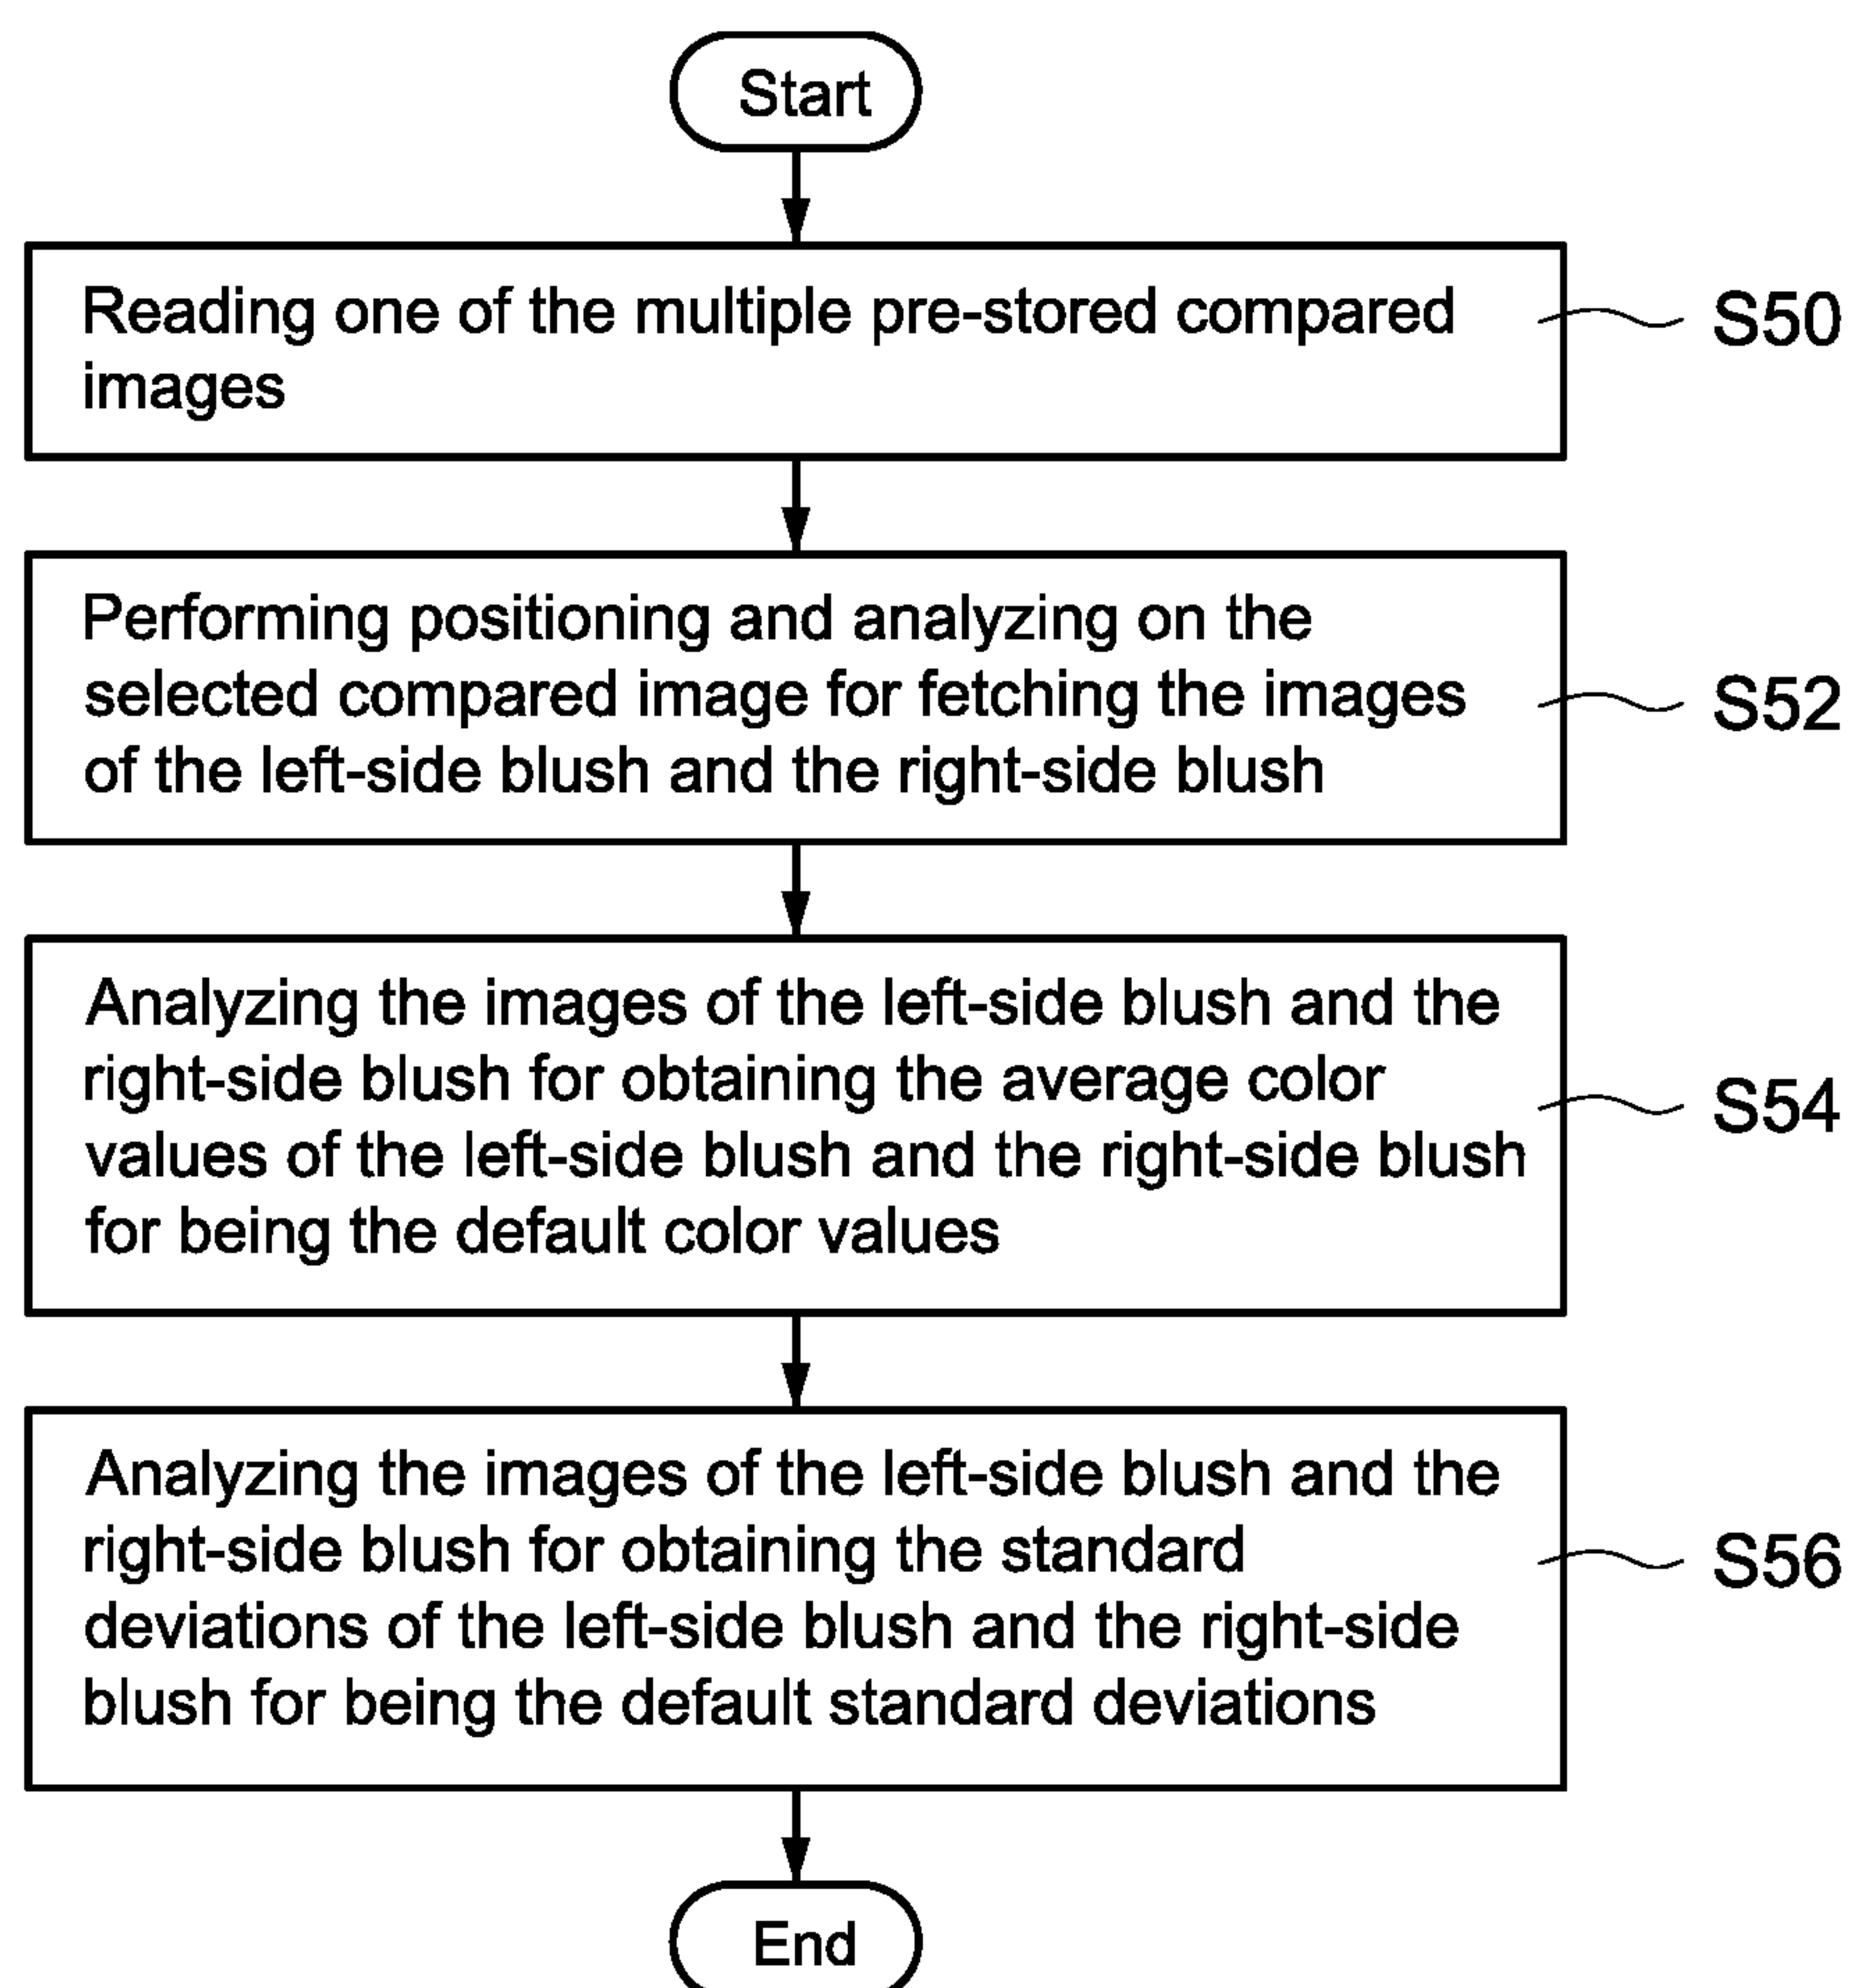 Start
Reading one of the multiple pre-stored compared
images
S50
Performing positioning and analyzing on the
selected compared image for fetching the images
of the left-side blush and the right-side blush
S52
Analyzing the images of the left-side blush and the
right-side blush for obtaining the average color
values of the left-side blush and the right-side blush
for being the default color values
S54
Analyzing the images of the left-side blush and the
right-side blush for obtaining the standard
deviations of the left-side blush and the right-side
blush for being the default standard deviations
S56
End